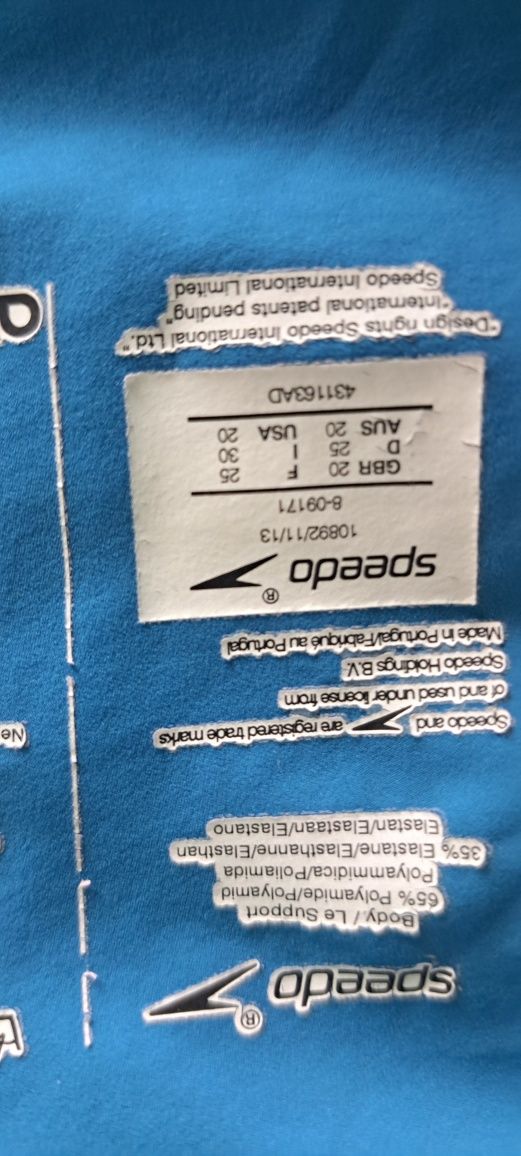 speedo®
Body / Le Support
65% Polyamide/Polyamid
Polyammidica/Poliamida
35% Elastane/Elasthanne/Elasthan
Elastan/Elastaan/Elastano
Speedo and are registered trade marks
of and used under license from
Speedo Holdings B.V.
Made in Portugal/Fabriqué au Portugal
speedo®
10892/11/13
8-09171
GBR 20 F 25
D 25 I 30
AUS 20 USA 20
431163AD
"Design rights Speedo International Ltd."
"International patents pending"
Speedo International Limited
Ne